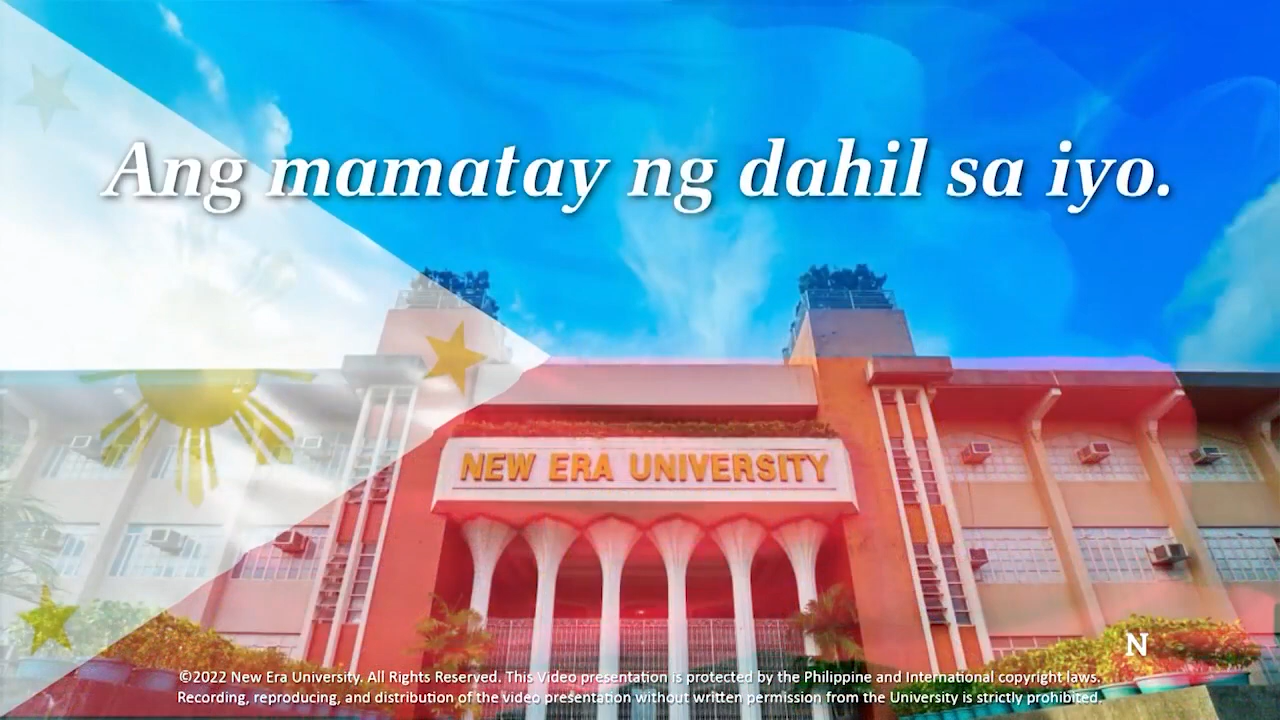 Ang mamatay ng dahil sa iyo.
NEW ERA UNIVERSITY
N
©2022 New Era University. All Rights Reserved. This Video presentation is protected by the Philippine and International copyright laws.
Recording, reproducing, and distribution of the video presentation without written permission from the University is strictly prohibited.